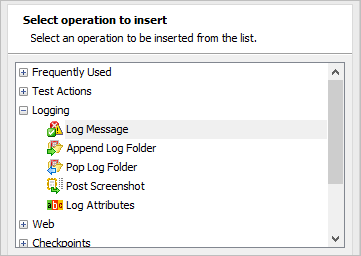 Select operation to insert
Select an operation to be inserted from the list.
Frequently Used
Test Actions
Logging
Log Message
Append Log Folder
Pop Log Folder
Post Screenshot
abc Log Attributes
Web
Checkpoints